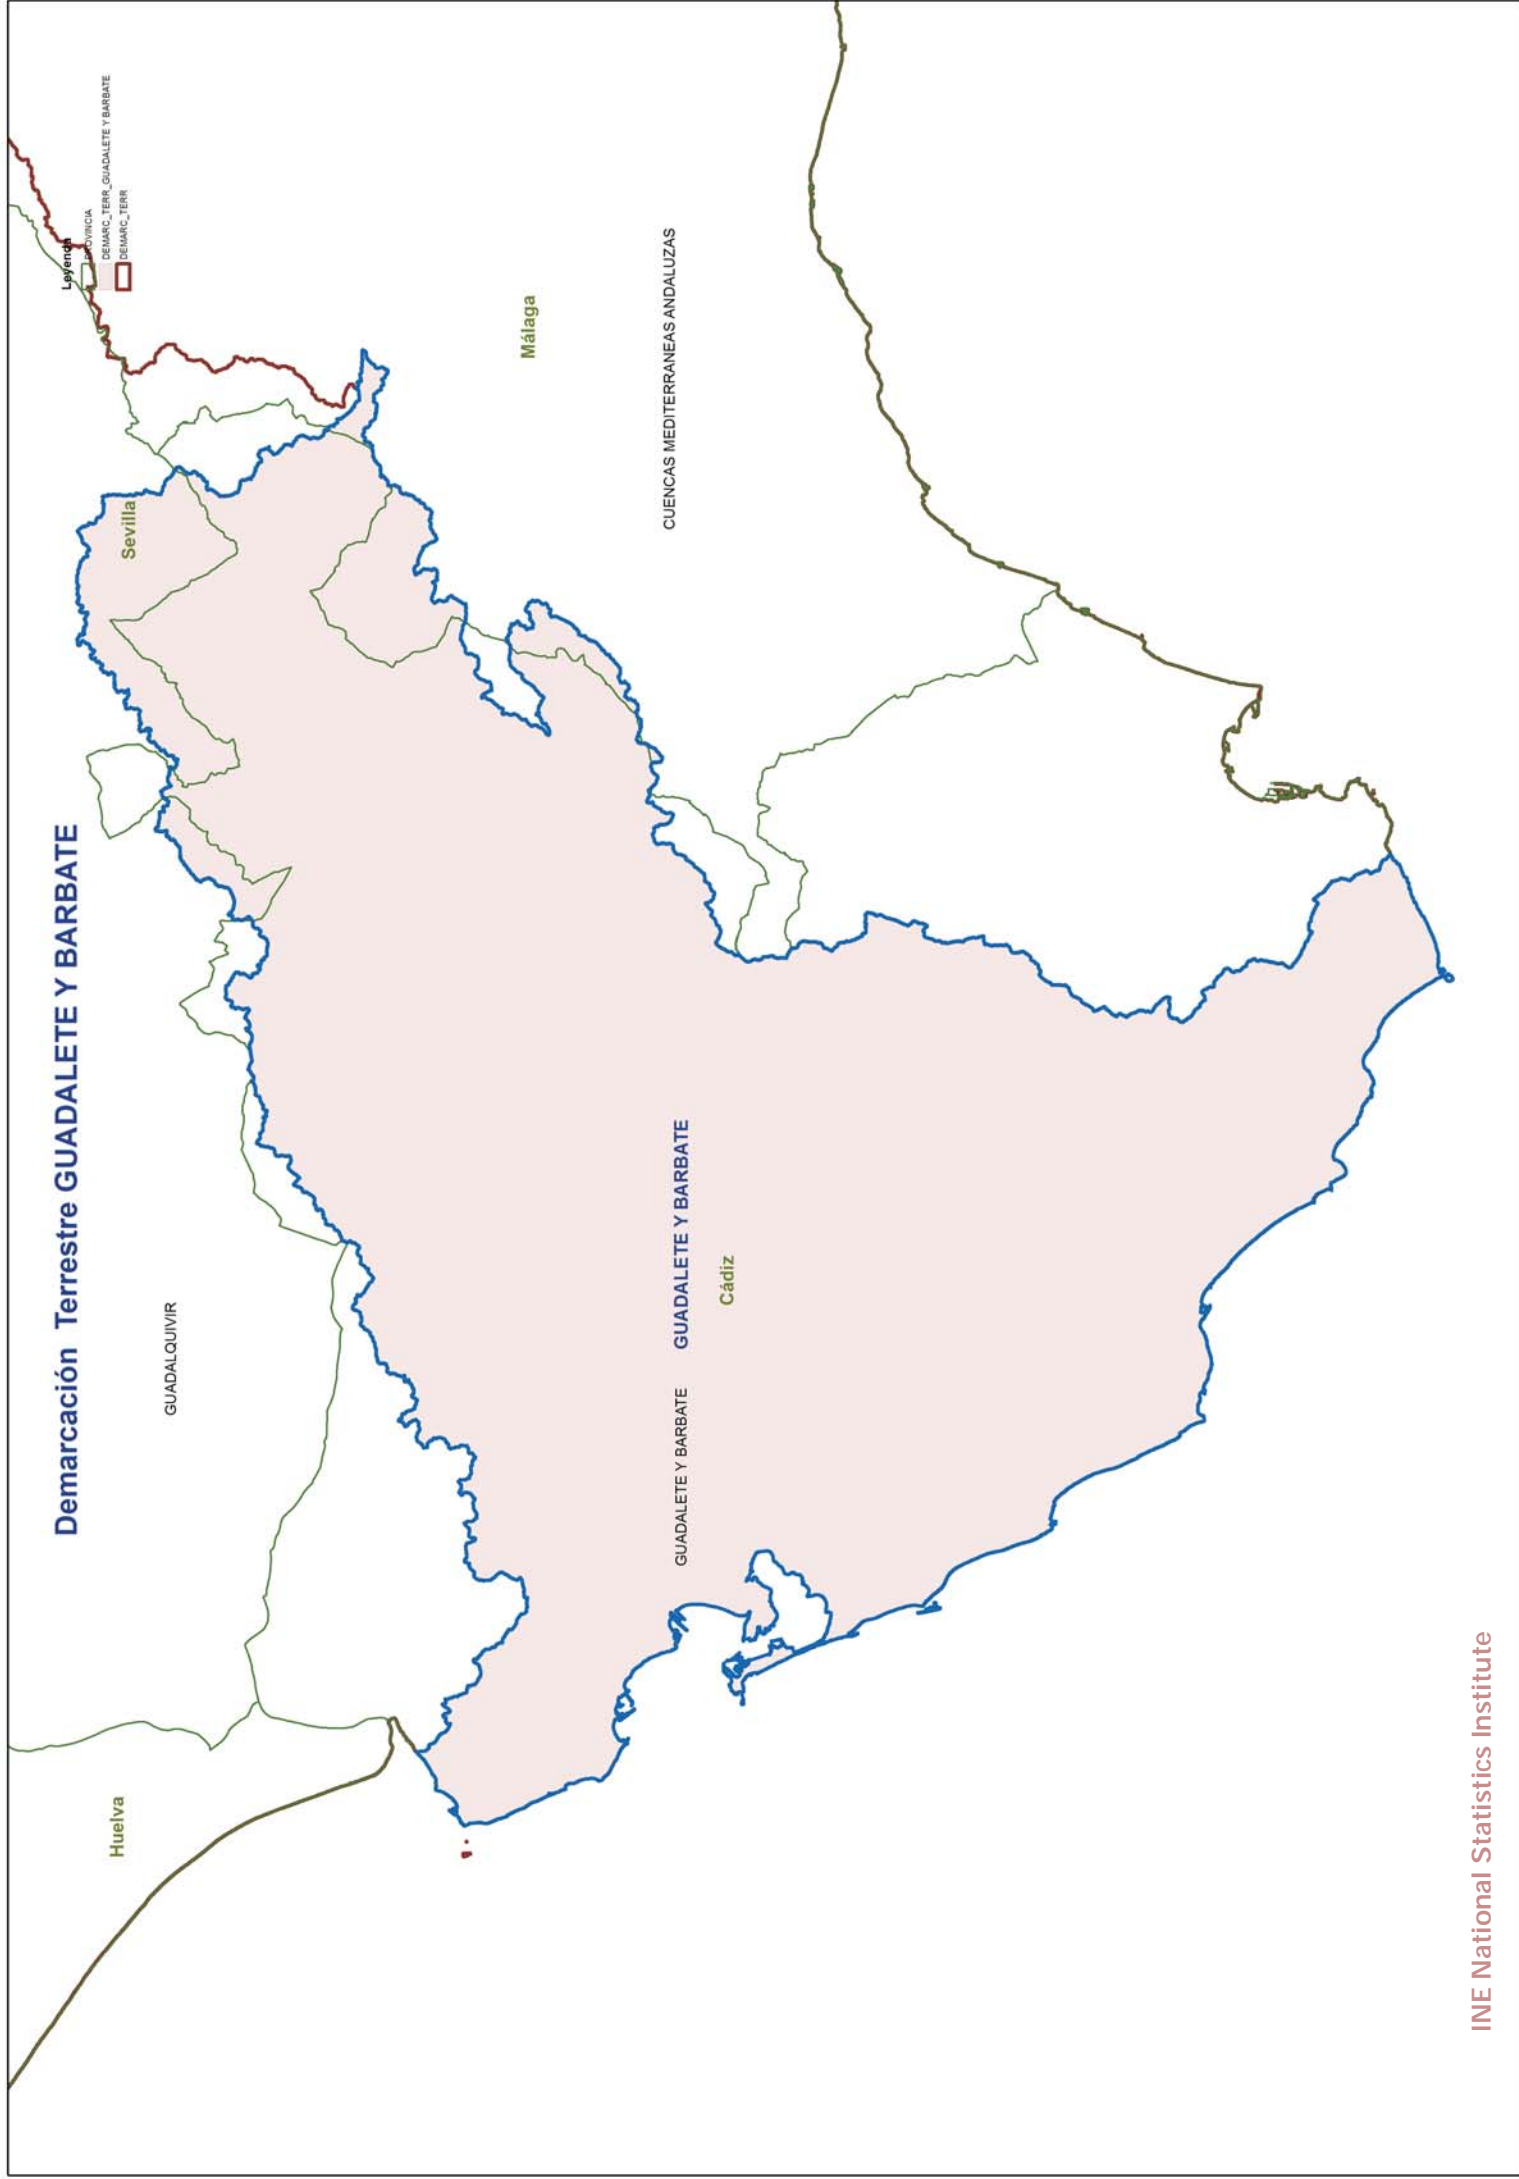 Demarcación Terrestre GUADALETE Y BARBATE
Leyenda
PROVINCIA
DEMARC_TERR_GUADALETE Y BARBATE
DEMARC_TERR
Huelva
Sevilla
GUADALQUIVIR
Málaga
CUENCAS MEDITERRANEAS ANDALUZAS
GUADALETE Y BARBATE
GUADALETE Y BARBATE
Cádiz
INE National Statistics Institute